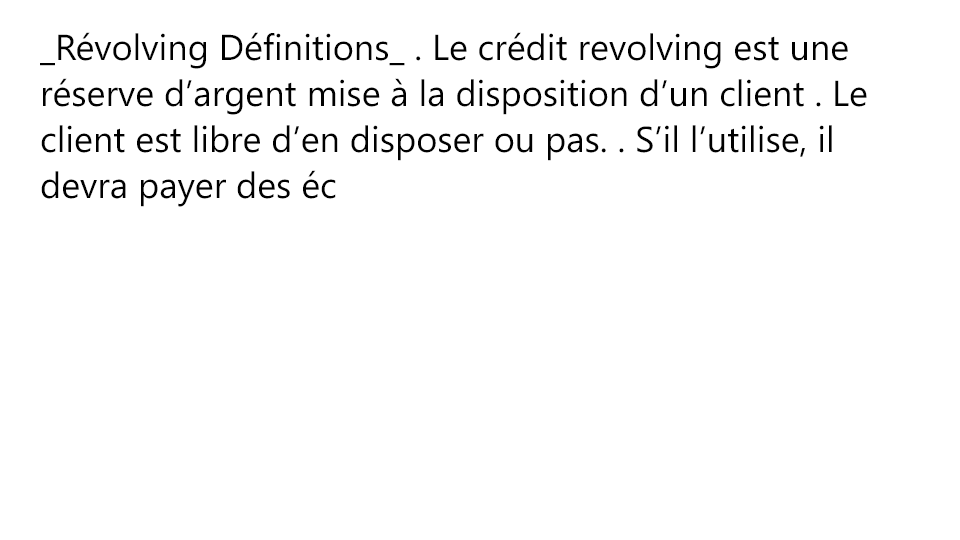 _Révolving Définitions_ . Le crédit revolving est une
réserve d’argent mise à la disposition d’un client . Le
client est libre d’en disposer ou pas. . S’il l’utilise, il
devra payer des éc